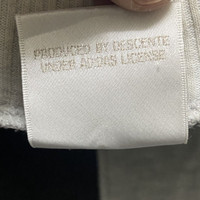 PRODUCED BY DESCENTE
UNDER ADIDAS LICENSE